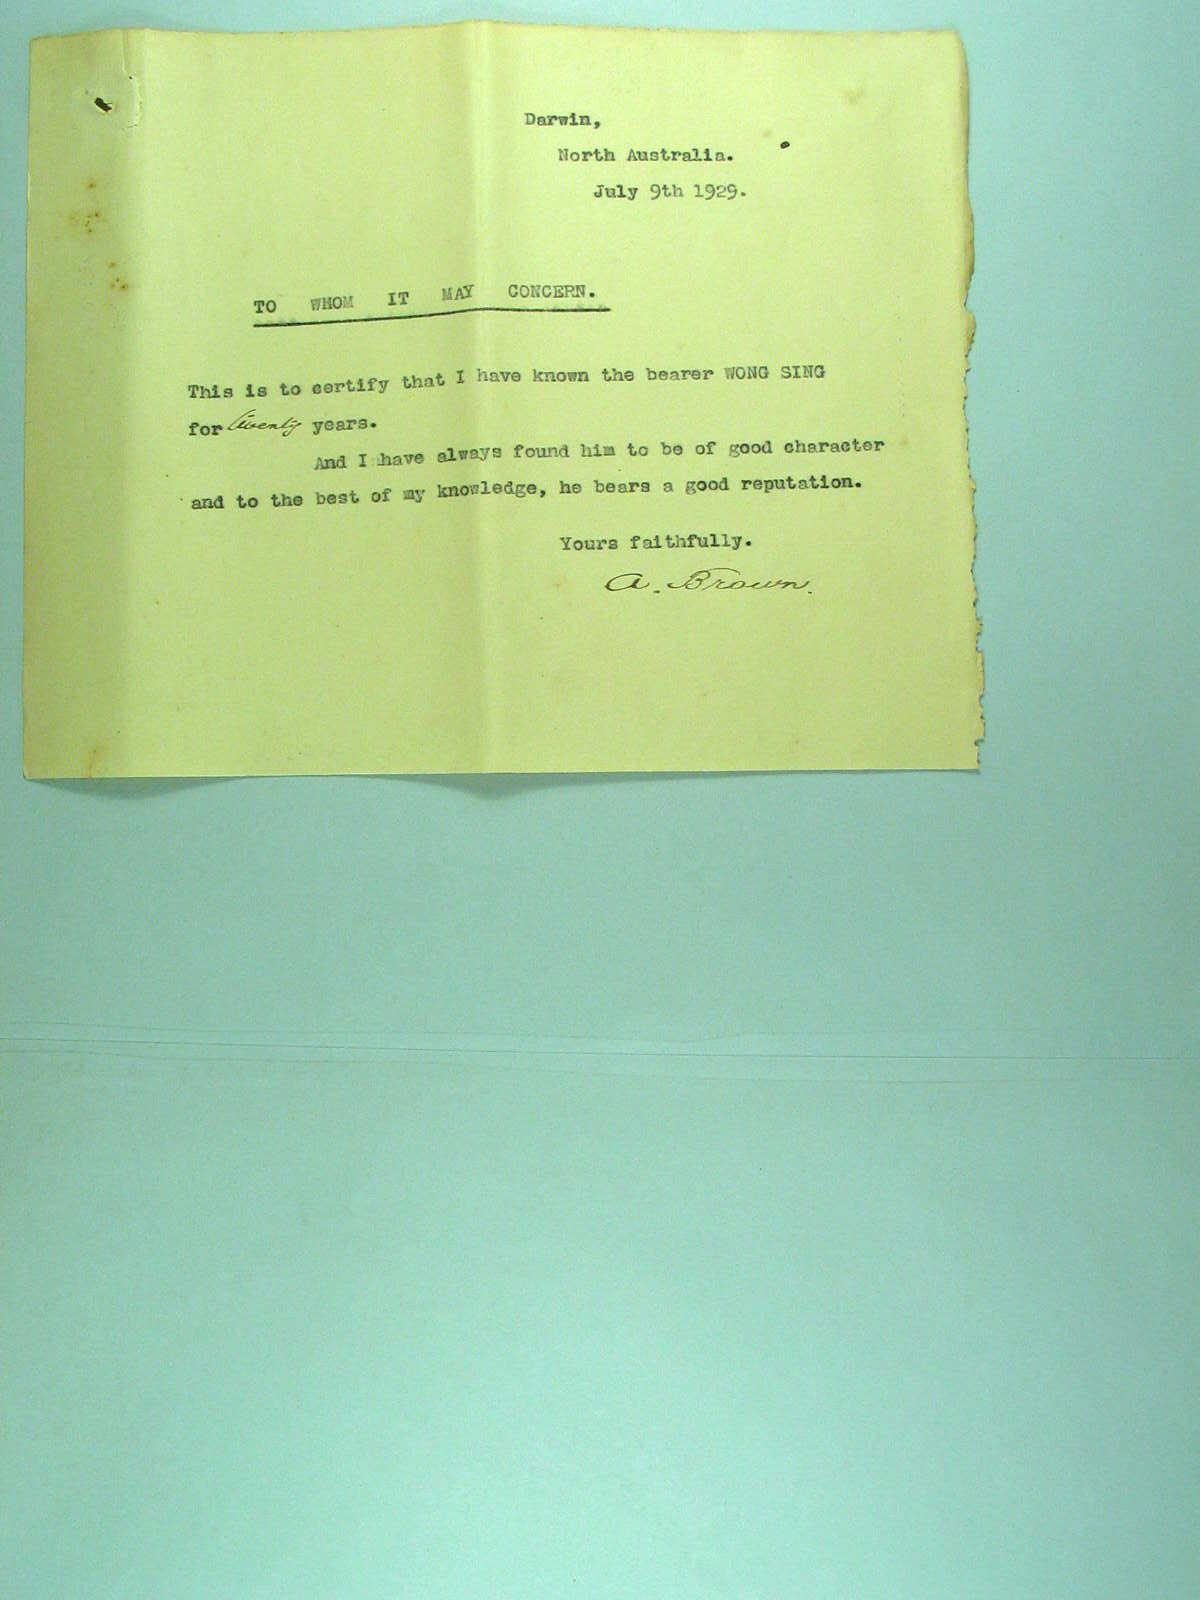 Darwin,
North Australia.
July 9th 1929.
TO WHOM IT MAY CONCERN.
This is to certify that I have known the bearer WONG SING
for twenty years.
And I have always found him to be of good character
and to the best of my knowledge, he bears a good reputation.
Yours faithfully.
A. Brown.